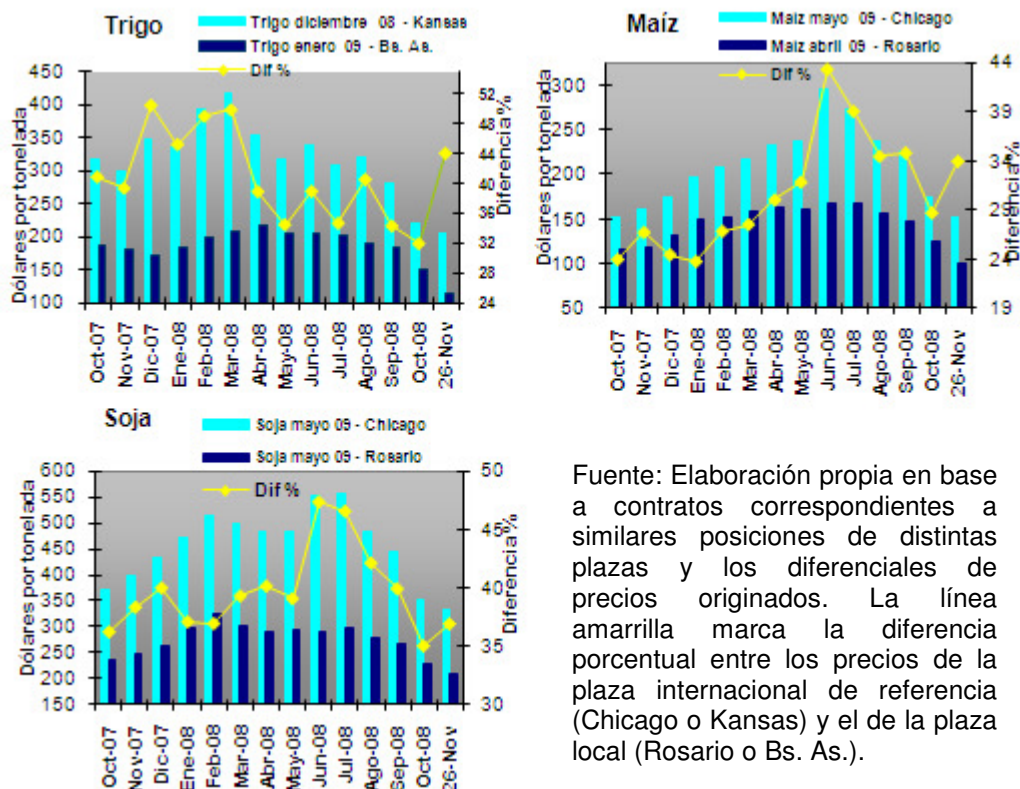 Trigo
Trigo diciembre 08 - Kansas
Trigo enero 09 - Bs. As.
Dif %
450
400
350
300
250
200
150
100
Dólares por tonelada
52
48
44
40
36
32
28
24
Diferencia %
Oct-07
Nov-07
Dic-07
Ene-08
Feb-08
Mar-08
Abr-08
May-08
Jun-08
Jul-08
Ago-08
Sep-08
Oct-08
26-Nov
Maíz
Maiz mayo 09 - Chicago
Maiz abril 09 - Rosario
Dif %
300
250
200
150
100
50
Dólares por tonelada
44
39
34
29
24
19
Diferencia %
Oct-07
Nov-07
Dic-07
Ene-08
Feb-08
Mar-08
Abr-08
May-08
Jun-08
Jul-08
Ago-08
Sep-08
Oct-08
26-Nov
Soja
Soja mayo 09 - Chicago
Soja mayo 09 - Rosario
Dif %
600
550
500
450
400
350
300
250
200
150
Dólares por tonelada
50
45
40
35
30
Diferencia %
Oct-07
Nov-07
Dic-07
Ene-08
Feb-08
Mar-08
Abr-08
May-08
Jun-08
Jul-08
Ago-08
Sep-08
Oct-08
26-Nov
Fuente: Elaboración propia en base
a contratos correspondientes a
similares posiciones de distintas
plazas y los diferenciales de
precios originados. La línea
amarrilla marca la diferencia
porcentual entre los precios de la
plaza internacional de referencia
(Chicago o Kansas) y el de la plaza
local (Rosario o Bs. As.).